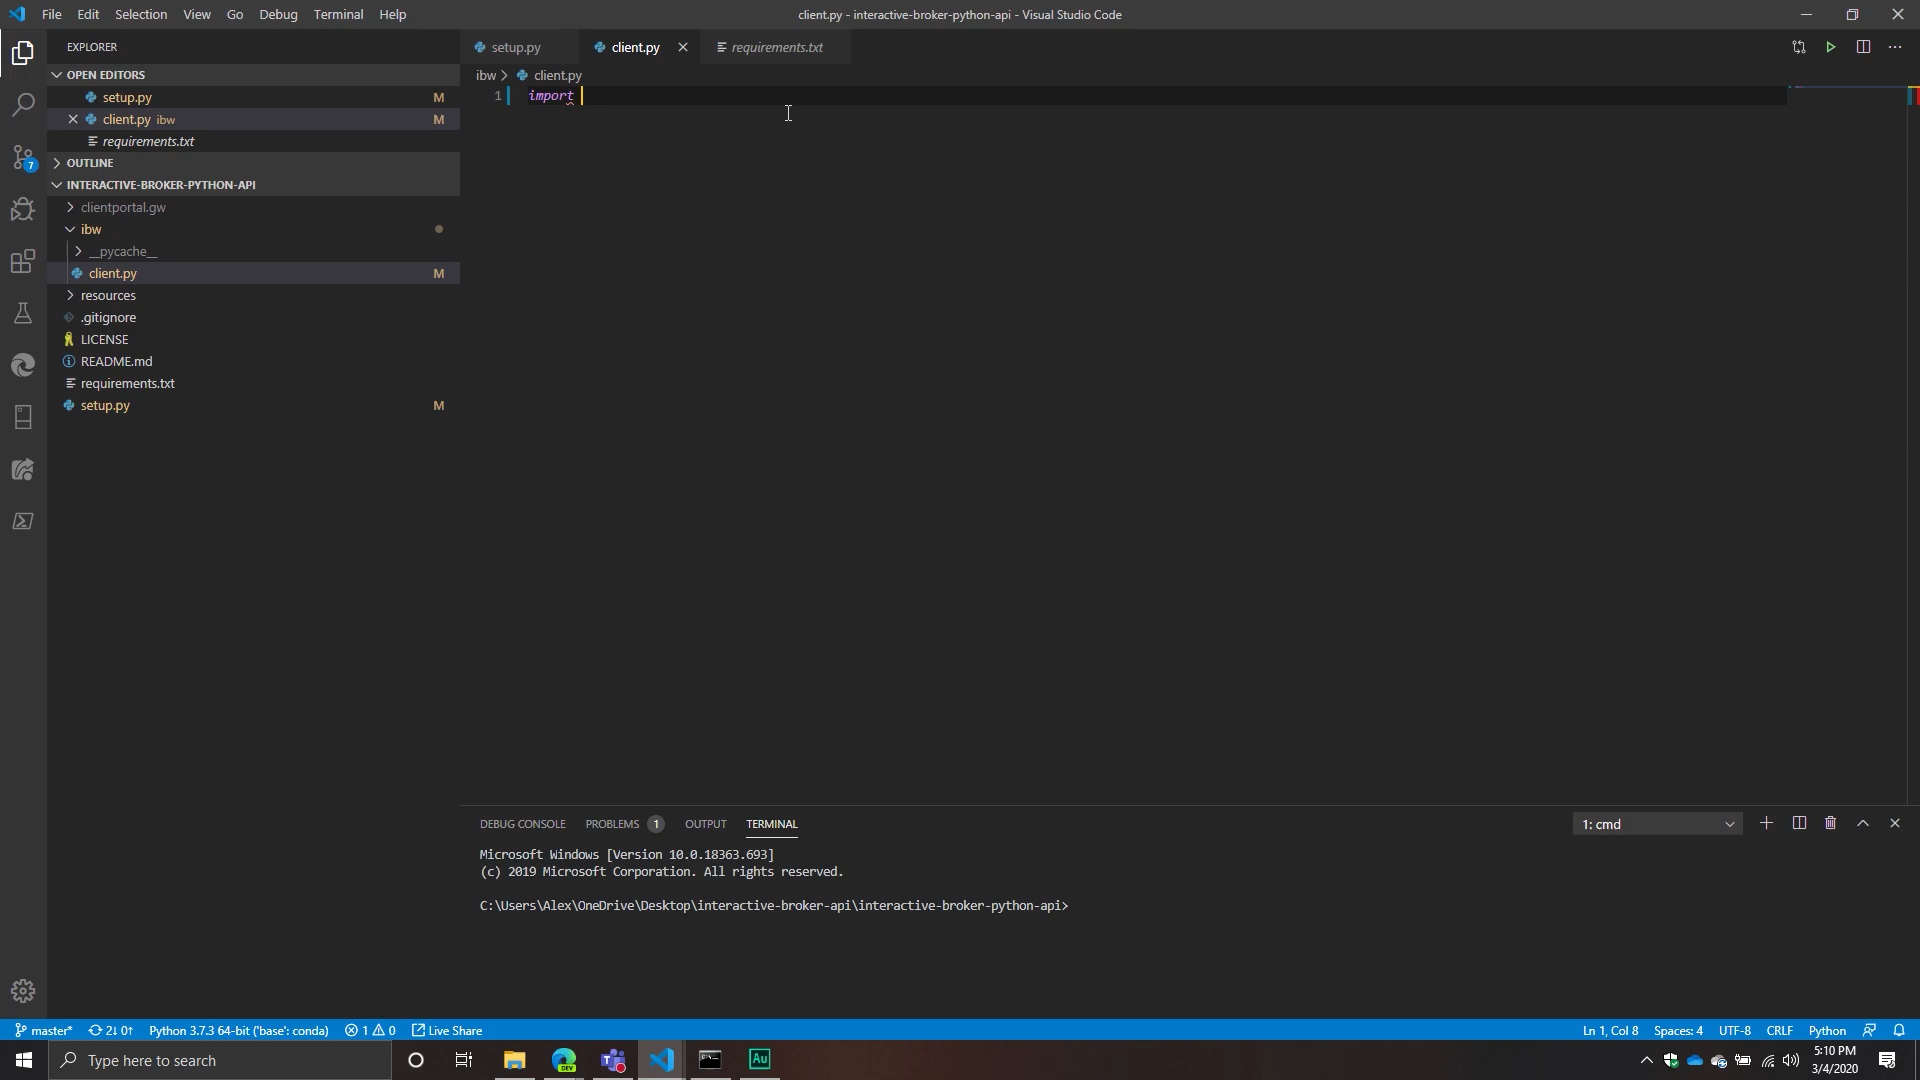 File Edit Selection View Go Debug Terminal Help
client.py - interactive-broker-python-api - Visual Studio Code
EXPLORER
OPEN EDITORS
setup.py M
client.py ibw M
requirements.txt
OUTLINE
INTERACTIVE-BROKER-PYTHON-API
clientportal.gw
ibw
__pycache__
client.py M
resources
.gitignore
LICENSE
README.md
requirements.txt
setup.py M
7
setup.py client.py requirements.txt
ibw client.py
1 import
DEBUG CONSOLE PROBLEMS 1 OUTPUT TERMINAL
1: cmd
Microsoft Windows [Version 10.0.18363.693]
(c) 2019 Microsoft Corporation. All rights reserved.
C:\Users\Alex\OneDrive\Desktop\interactive-broker-api\interactive-broker-python-api>
master* 2↓ 0↑ Python 3.7.3 64-bit ('base': conda) 1 0 Live Share
Ln 1, Col 8 Spaces: 4 UTF-8 CRLF Python
Type here to search
DEV
Au
5:10 PM
3/4/2020